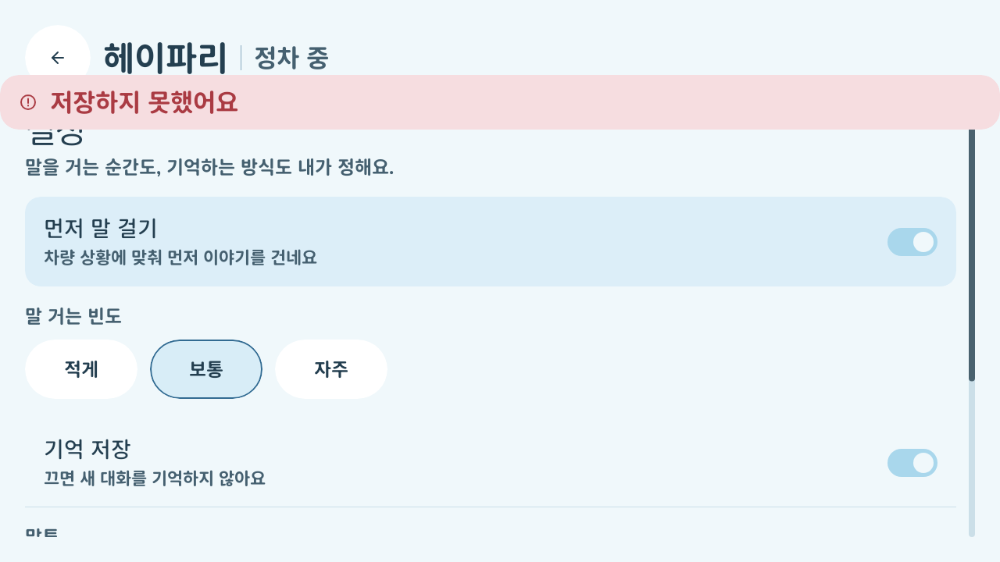 헤이파리
정차 중
저장하지 못했어요
말을 거는 순간도, 기억하는 방식도 내가 정해요.
먼저 말 걸기
차량 상황에 맞춰 먼저 이야기를 건네요
말 거는 빈도
적게
보통
자주
기억 저장
끄면 새 대화를 기억하지 않아요